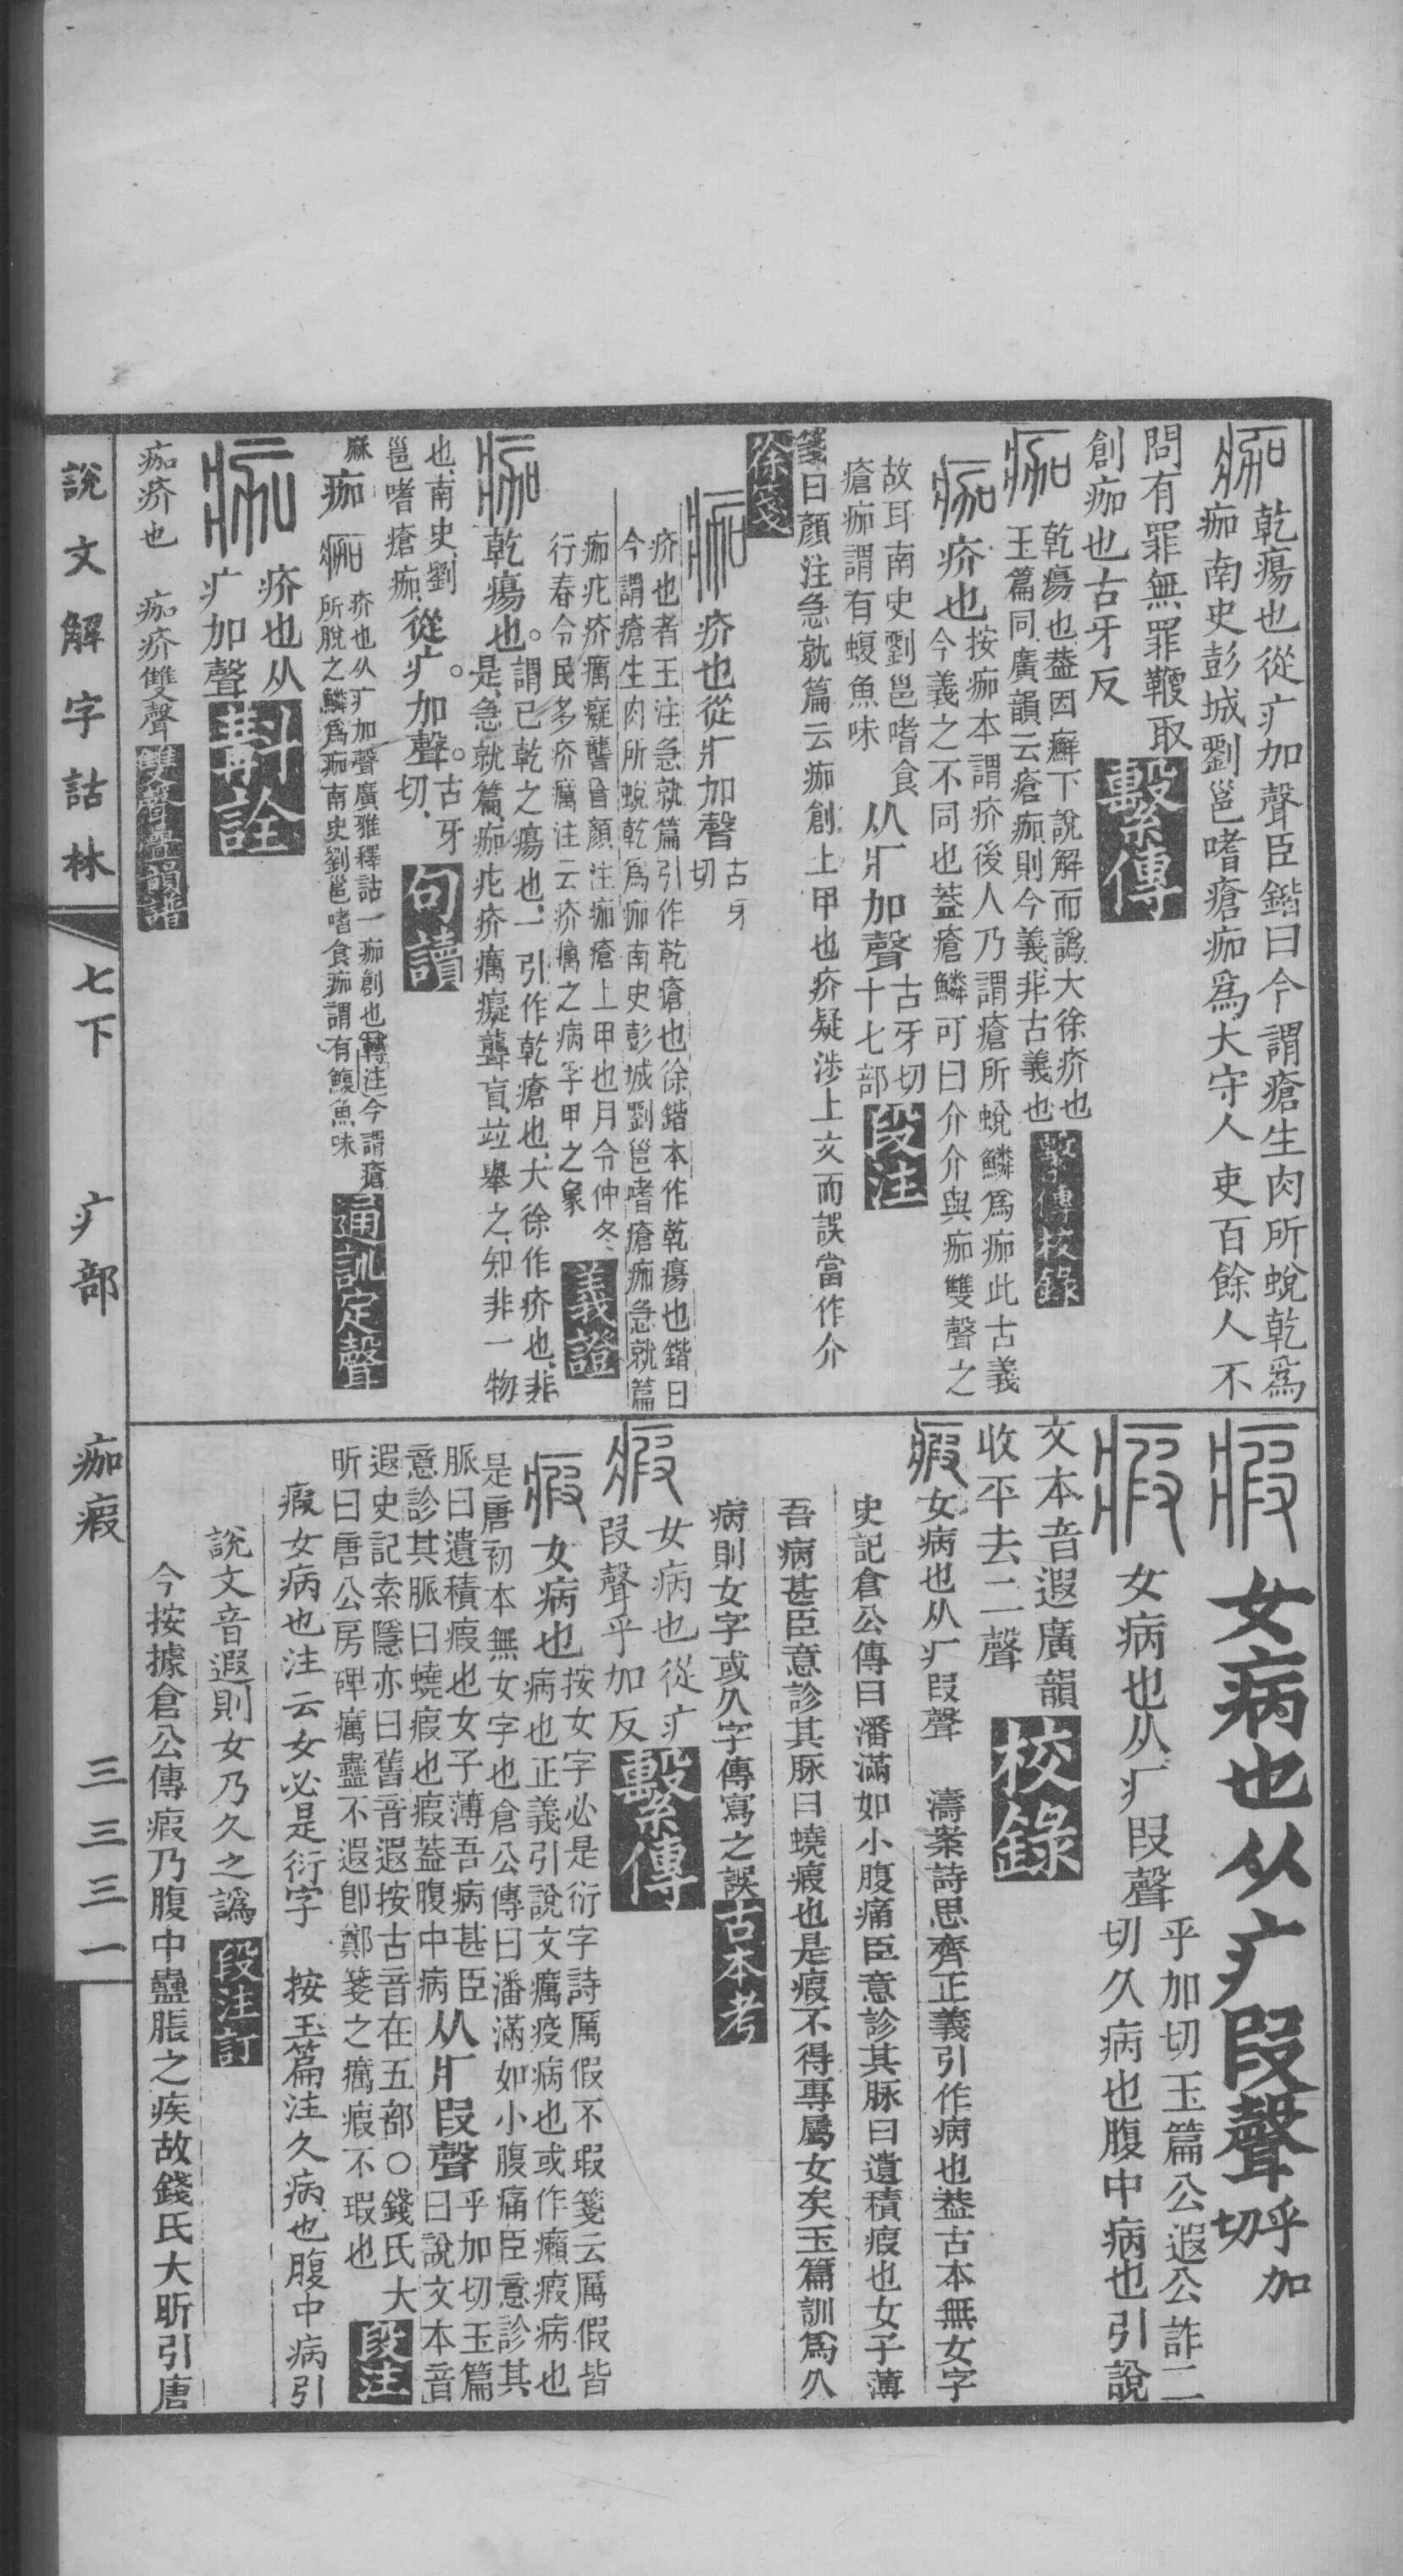 乾瘍也從疒加聲臣鍇曰今謂瘡生肉所蛻乾爲
痂南史彭城劉邕嗜瘡痂爲大守人吏百餘人不
問有罪無罪鞭取
創痂也古牙反
繫傳
乾瘍也葢因癬下說解而譌大徐疥也
玉篇同廣韻云瘡痂則今義非古義也
繫傳校錄
疥也
按痂本謂疥後人乃謂瘡所蛻鱗爲痂此古義
今義之不同也蓋瘡鱗可曰介介與痂雙聲之
故耳南史劉邕嗜食
瘡痂謂有蝮魚味
从疒加聲
古牙切
十七部
段注
箋曰顏注急就篇云痂創上甲也疥疑涉上文而誤當作介
徐箋
疥也從疒加聲
古牙
切
疥也者王注急就篇引作乾瘡也徐鍇本作乾瘍也鍇曰
今謂瘡生肉所蛻乾爲痂南史彭城劉邕嗜瘡痂急就篇
痂疕疥癘癡聾盲顏注痂瘡上甲也月令仲冬
行春令民多疥癘注云疥癘之病孚甲之象
義證
乾瘍也。
謂已乾之瘍也、一引作乾瘡也、大徐作疥也、非
是、急就篇、痂疕疥癘癡聾盲、竝舉之、知非一物
也、南史、劉
邕嗜瘡痂、
從疒。加聲。
古牙
切、
句讀
麻
痂
疥也从疒加聲廣雅釋詁一痂創也轉注今謂瘡
所脫之鱗爲痂南史劉邕嗜食痂謂有鰒魚味
通訓定聲
疥也从
疒加聲
斠詮
痂疥也　痂疥雙聲
雙聲疊韻譜
女病也从疒叚聲
乎加
切
女病也从疒叚聲
乎加切玉篇公遐公詐二
切久病也腹中病也引說
文本音遐廣韻
收平去二聲
校錄
女病也从疒叚聲　濤案詩思齊正義引作病也葢古本無女字
史記倉公傳曰潘滿如小腹痛臣意診其脈曰遺積瘕也女子薄
吾病甚臣意診其脈曰蟯瘕也是瘕不得專屬女矣玉篇訓爲久
病則女字或久字傳寫之誤
古本考
女病也從疒
叚聲乎加反
繫傳
女病也
按女字必是衍字詩厲假不瑕箋云厲假皆
病也正義引說文癘疫病也或作癩瘕病也
是唐初本無女字也倉公傳曰潘滿如小腹痛臣意診其
脈曰遺積瘕也女子薄吾病甚臣
意診其脈曰蟯瘕也瘕蓋腹中病
从疒叚聲
乎加切玉篇
曰說文本音
遐史記索隱亦曰舊音遐按古音在五部○錢氏大
昕曰唐公房碑癘蠱不遐卽鄭箋之癘瘕不瑕也
段注
瘕女病也注云女必是衍字　按玉篇注久病也腹中病引
說文音遐則女乃久之譌
段注訂
今按據倉公傳瘕乃腹中蠱脹之疾故錢氏大昕引唐
說文解字詁林
七下
疒部
痂瘕
三三三一